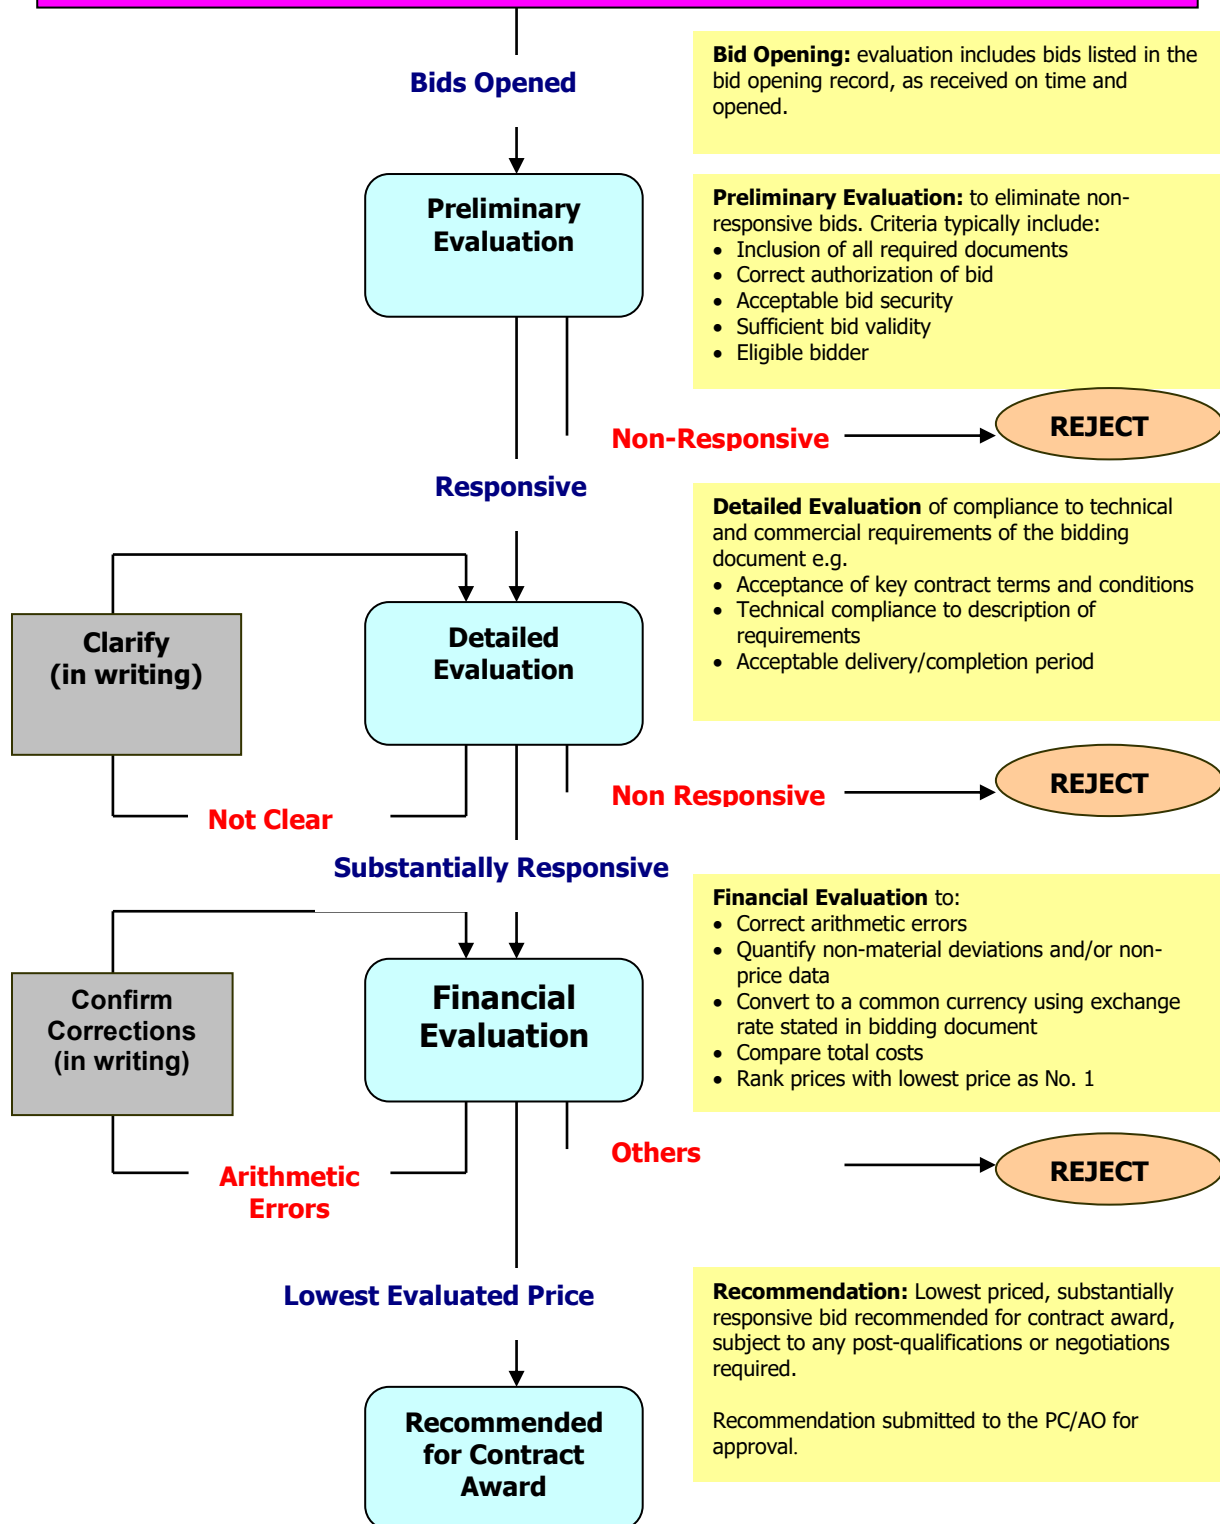 Bids Opened
Bid Opening: evaluation includes bids listed in the
bid opening record, as received on time and
opened.
Preliminary
Evaluation
Preliminary Evaluation: to eliminate non-
responsive bids. Criteria typically include:
• Inclusion of all required documents
• Correct authorization of bid
• Acceptable bid security
• Sufficient bid validity
• Eligible bidder
Non-Responsive
REJECT
Responsive
Detailed Evaluation of compliance to technical
and commercial requirements of the bidding
document e.g.
• Acceptance of key contract terms and conditions
• Technical compliance to description of
requirements
• Acceptable delivery/completion period
Clarify
(in writing)
Detailed
Evaluation
Not Clear
Non Responsive
REJECT
Substantially Responsive
Financial Evaluation to:
• Correct arithmetic errors
• Quantify non-material deviations and/or non-
price data
• Convert to a common currency using exchange
rate stated in bidding document
• Compare total costs
• Rank prices with lowest price as No. 1
Confirm
Corrections
(in writing)
Financial
Evaluation
Arithmetic
Errors
Others
REJECT
Lowest Evaluated Price
Recommendation: Lowest priced, substantially
responsive bid recommended for contract award,
subject to any post-qualifications or negotiations
required.
Recommendation submitted to the PC/AO for
approval.
Recommended
for Contract
Award